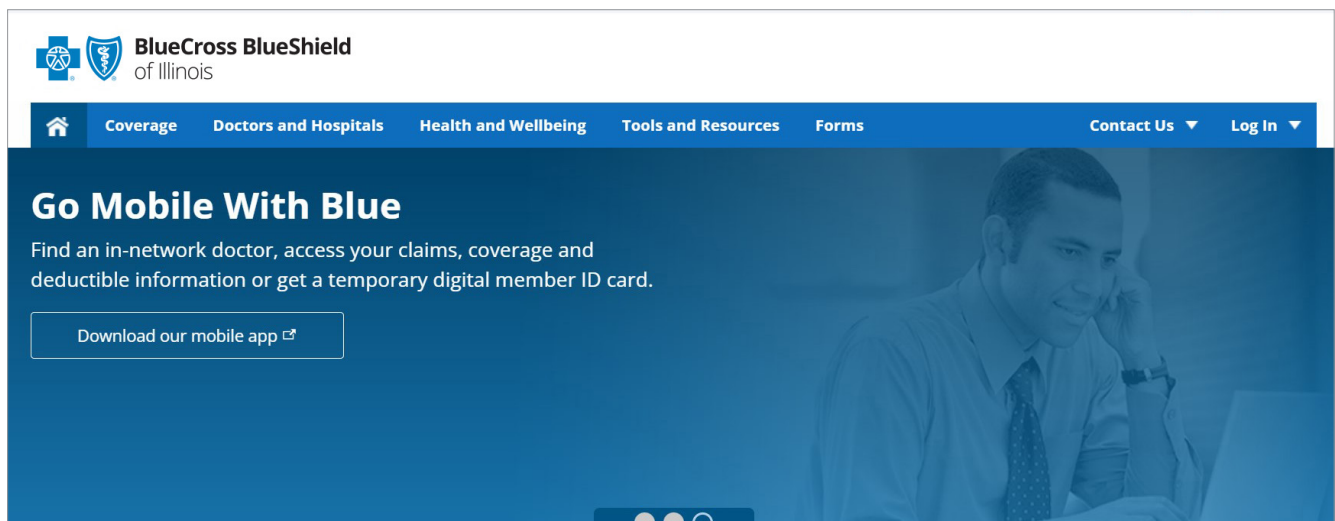 BlueCross BlueShield
of Illinois
Coverage Doctors and Hospitals Health and Wellbeing Tools and Resources Forms Contact Us Log In
Go Mobile With Blue
Find an in-network doctor, access your claims, coverage and
deductible information or get a temporary digital member ID card.
Download our mobile app